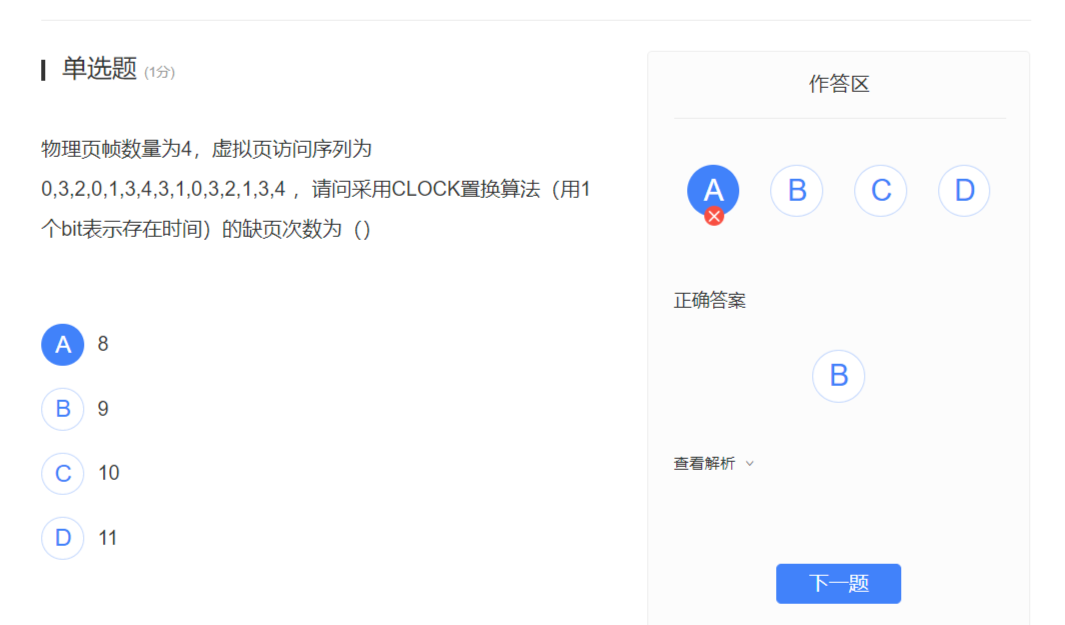 单选题 (1分)
物理页帧数量为4，虚拟页访问序列为
0,3,2,0,1,3,4,3,1,0,3,2,1,3,4 ，请问采用CLOCK置换算法（用1
个bit表示存在时间）的缺页次数为（）
A 8
B 9
C 10
D 11
作答区
A B C D
正确答案
B
查看解析
下一题